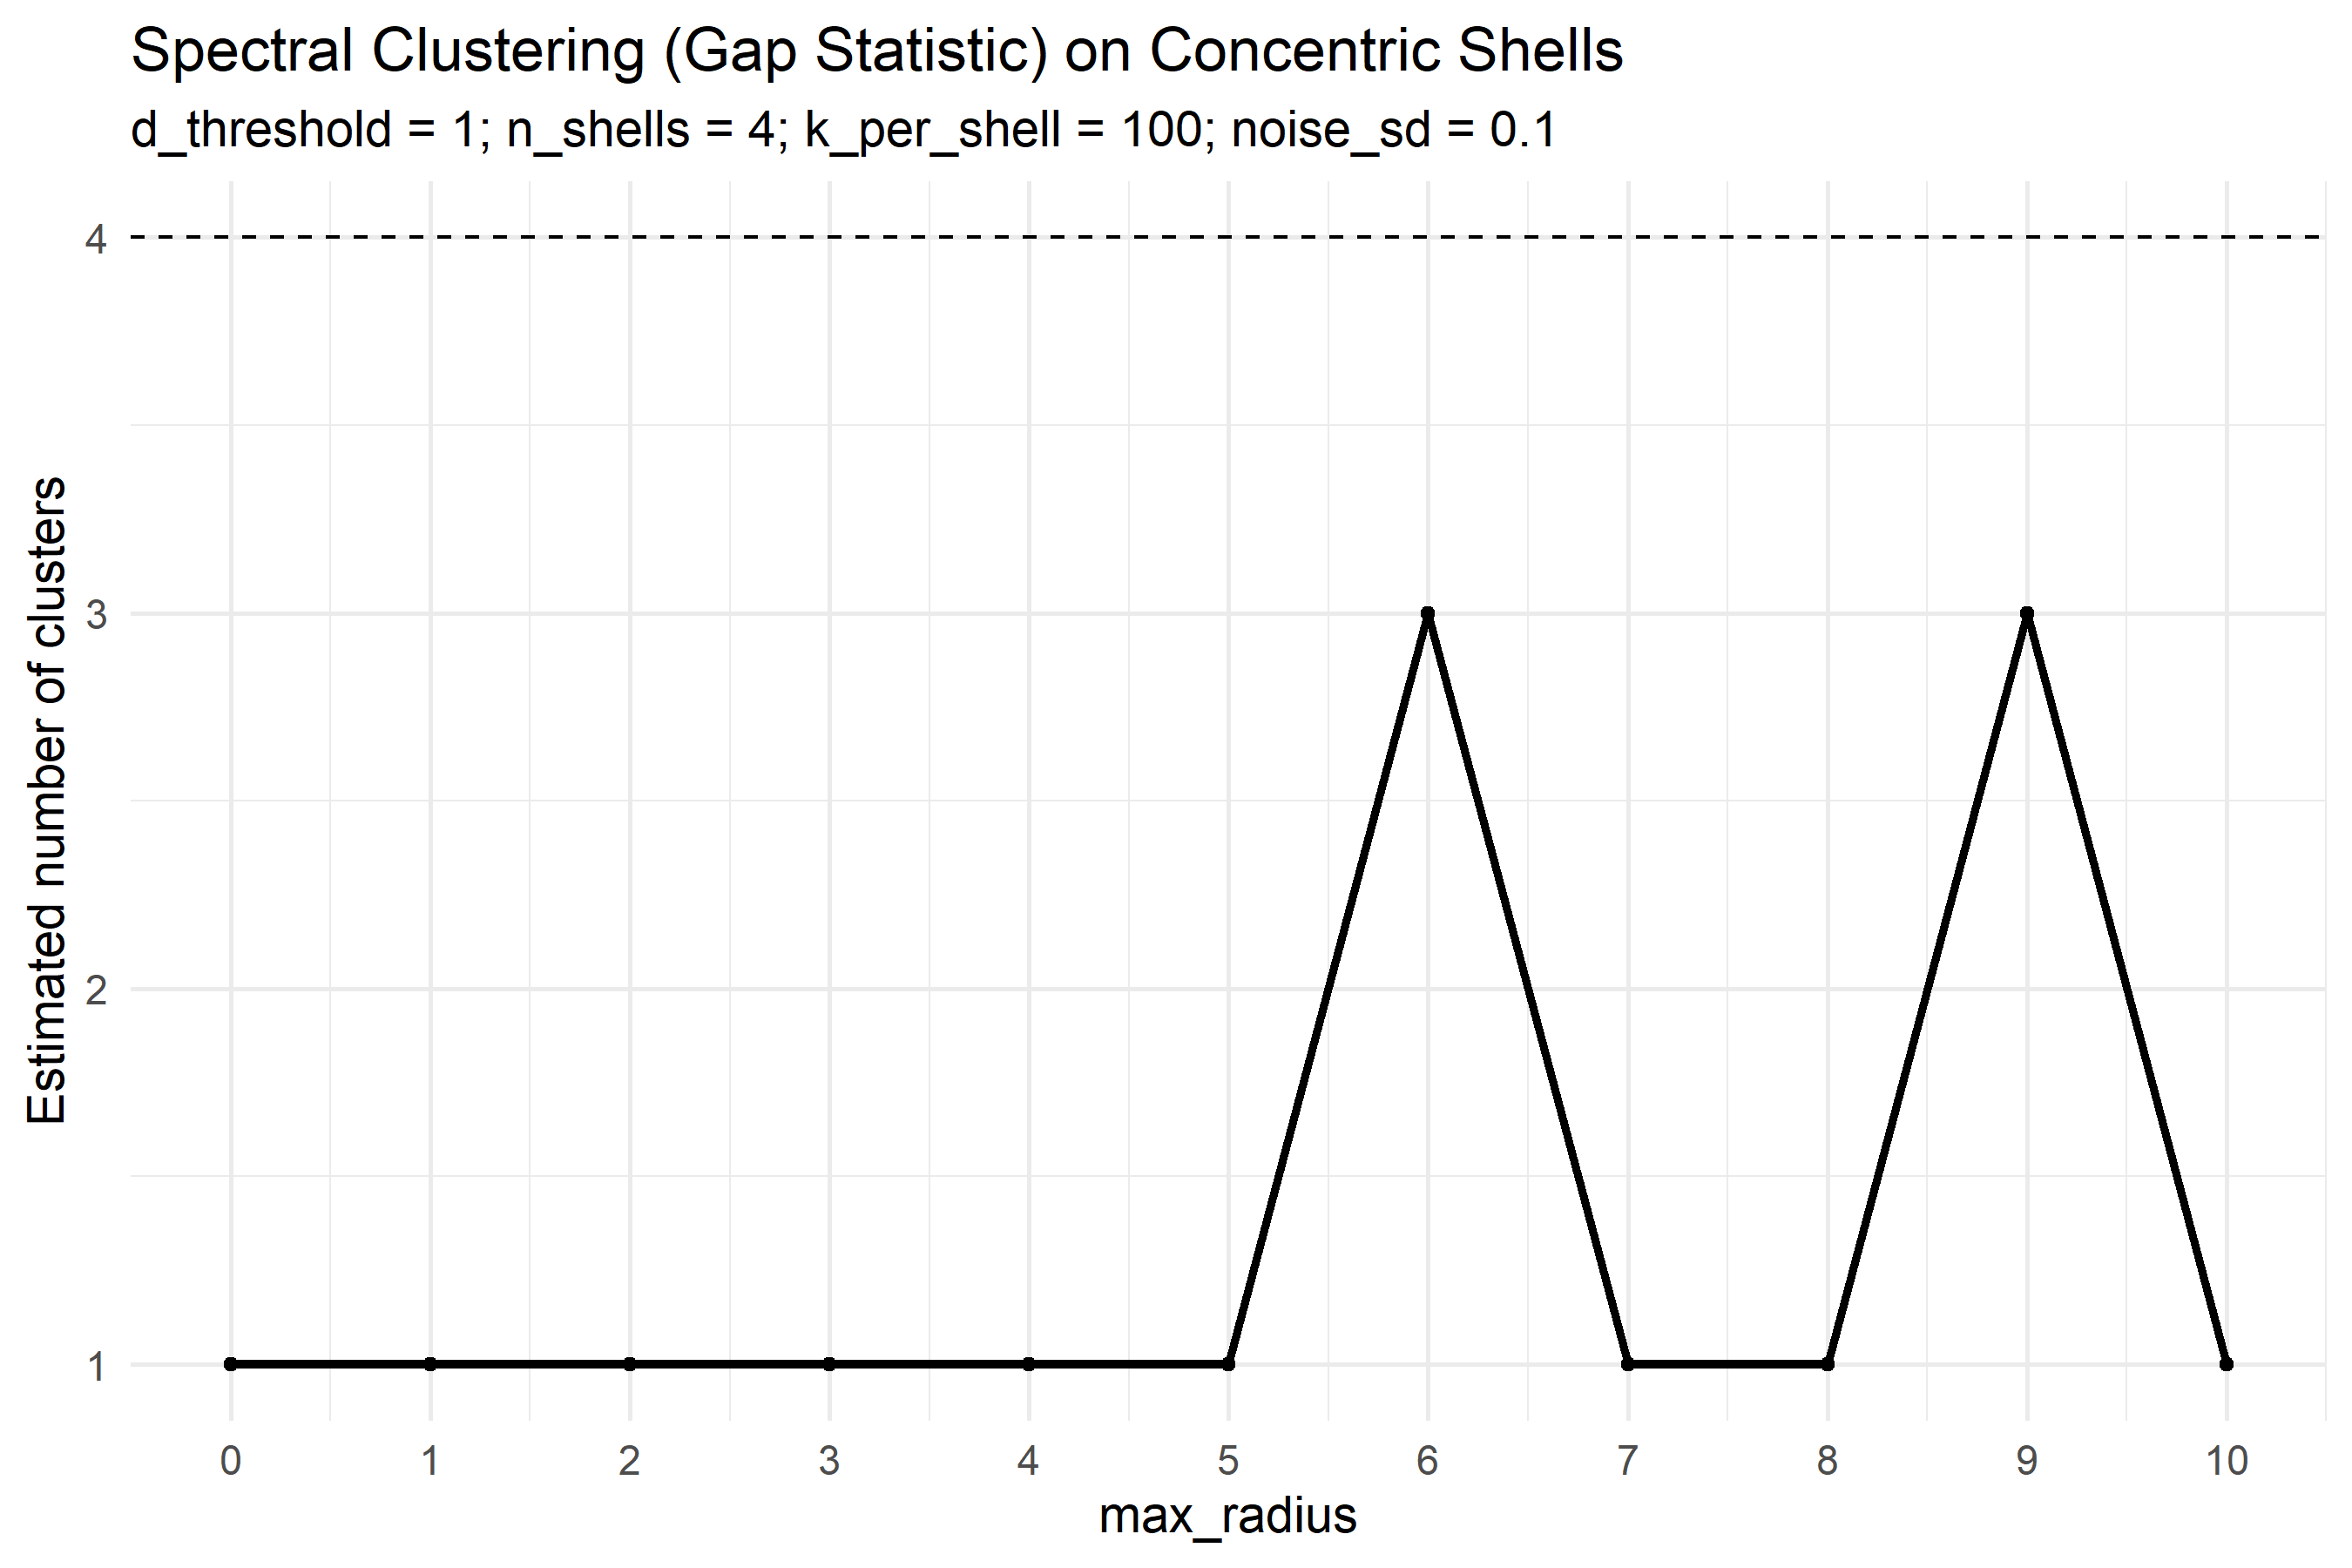 Spectral Clustering (Gap Statistic) on Concentric Shells
d_threshold = 1; n_shells = 4; k_per_shell = 100; noise_sd = 0.1
Estimated number of clusters
4
3
2
1
0 1 2 3 4 5 6 7 8 9 10
max_radius